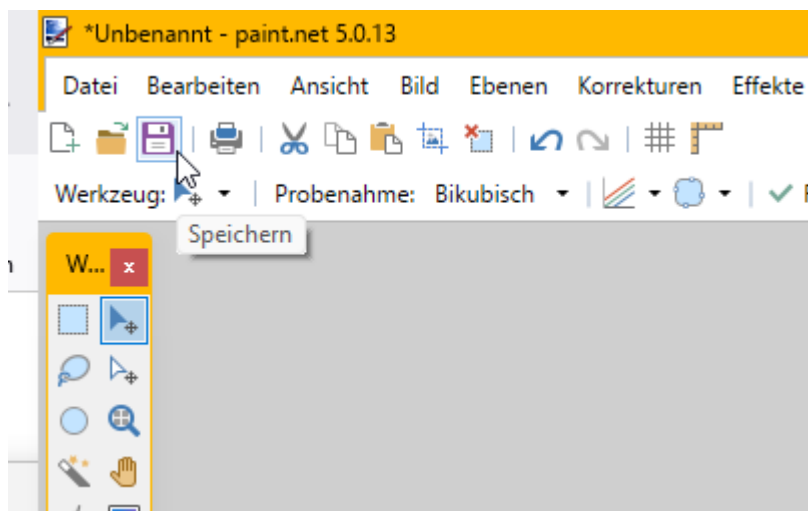 *Unbenannt - paint.net 5.0.13
Datei Bearbeiten Ansicht Bild Ebenen Korrekturen Effekte
Werkzeug: Probenahme: Bikubisch
Speichern
W...